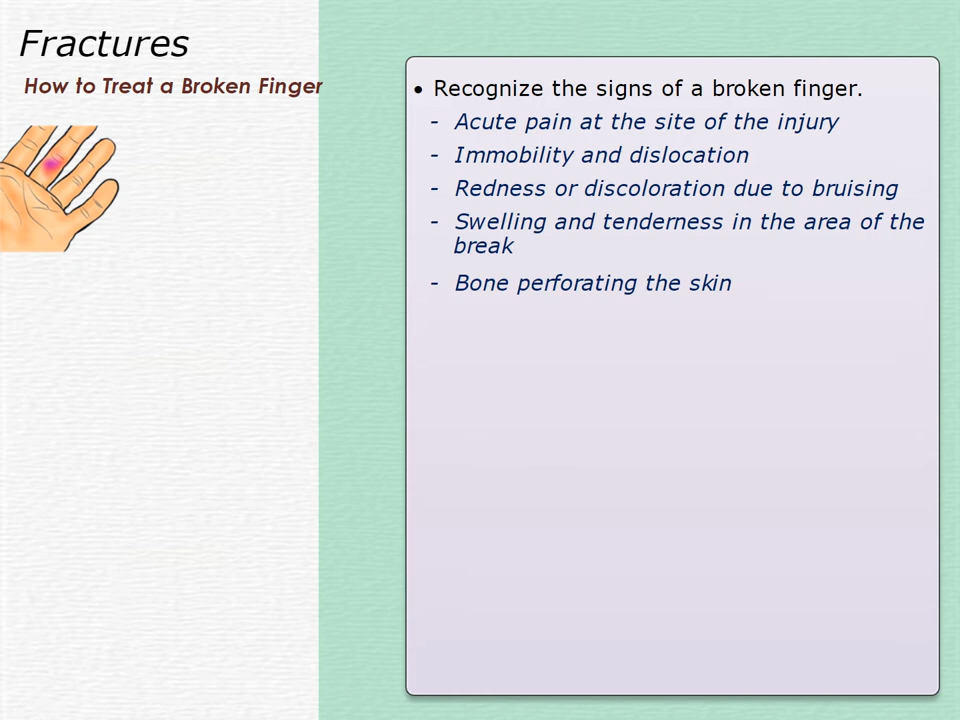 Fractures
How to Treat a Broken Finger
• Recognize the signs of a broken finger.
- Acute pain at the site of the injury
- Immobility and dislocation
- Redness or discoloration due to bruising
- Swelling and tenderness in the area of the
break
- Bone perforating the skin